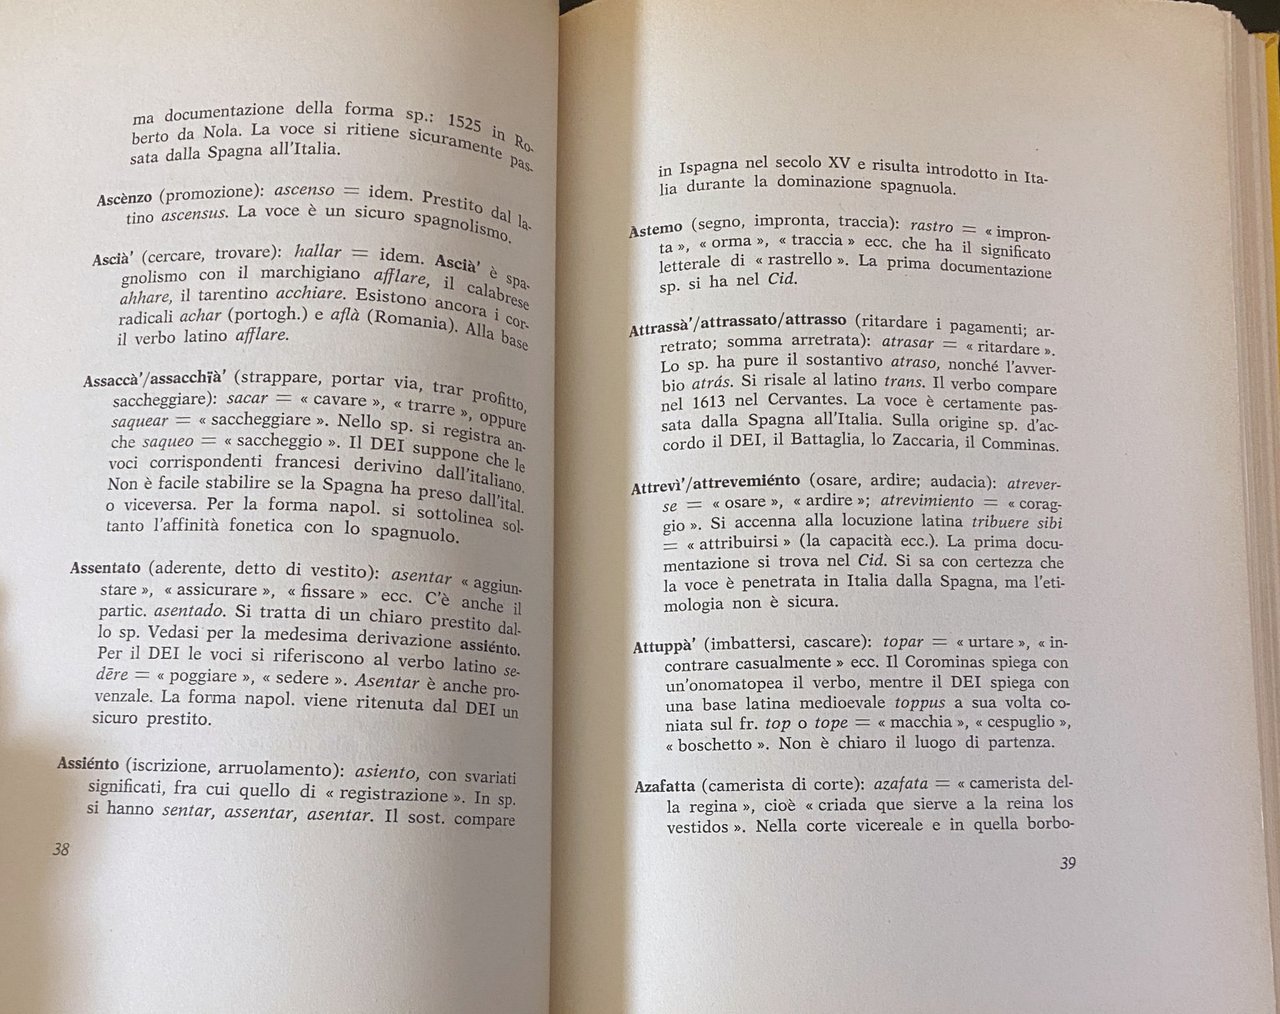 ma documentazione della forma sp.: 1525 in Ro-
berto da Nola. La voce si ritiene sicuramente pas-
sata dalla Spagna all'Italia.
Ascènzo (promozione): ascenso = idem. Prestito dal la-
tino ascensus. La voce è un sicuro spagnolismo.
Ascià' (cercare, trovare): hallar = idem. Ascià' è spa-
gnolismo con il marchigiano afflare, il calabrese
ahhare, il tarentino acchiare. Esistono ancora i cor-
radicali achar (portogh.) e aflà (Romania). Alla base
il verbo latino afflare.
Assaccà'/assacchïà' (strappare, portar via, trar profitto,
saccheggiare): sacar = « cavare », « trarre », oppure
saquear = « saccheggiare ». Nello sp. si registra an-
che saqueo = « saccheggio ». Il DEI suppone che le
voci corrispondenti francesi derivino dall'italiano.
Non è facile stabilire se la Spagna ha preso dall'ital.
o viceversa. Per la forma napol. si sottolinea sol-
tanto l'affinità fonetica con lo spagnuolo.
Assentato (aderente, detto di vestito): asentar « aggiun-
stare », « assicurare », « fissare » ecc. C'è anche il
partic. asentado. Si tratta di un chiaro prestito dal-
lo sp. Vedasi per la medesima derivazione assiénto.
Per il DEI le voci si riferiscono al verbo latino se-
dēre = « poggiare », « sedere ». Asentar è anche pro-
venzale. La forma napol. viene ritenuta dal DEI un
sicuro prestito.
Assiénto (iscrizione, arruolamento): asiento, con svariati
significati, fra cui quello di « registrazione ». In sp.
si hanno sentar, assentar, asentar. Il sost. compare
38
in Ispagna nel secolo XV e risulta introdotto in Ita-
lia durante la dominazione spagnuola.
Àstemo (segno, impronta, traccia): rastro = « impron-
ta », « orma », « traccia » ecc. che ha il significato
letterale di « rastrello ». La prima documentazione
sp. si ha nel Cid.
Attrassà'/attrassato/attrasso (ritardare i pagamenti; ar-
retrato; somma arretrata): atrasar = « ritardare ».
Lo sp. ha pure il sostantivo atraso, nonché l'avver-
bio atrás. Si risale al latino trans. Il verbo compare
nel 1613 nel Cervantes. La voce è certamente pas-
sata dalla Spagna all'Italia. Sulla origine sp. d'ac-
cordo il DEI, il Battaglia, lo Zaccaria, il Comminas.
Attrevì'/attrevemiénto (osare, ardire; audacia): atrever-
se = « osare », « ardire »; atrevimiento = « corag-
gio ». Si accenna alla locuzione latina tribuere sibi
= « attribuirsi » (la capacità ecc.). La prima docu-
mentazione si trova nel Cid. Si sa con certezza che
la voce è penetrata in Italia dalla Spagna, ma l'eti-
mologia non è sicura.
Attuppà' (imbattersi, cascare): topar = « urtare », « in-
contrare casualmente » ecc. Il Corominas spiega con
un'onomatopea il verbo, mentre il DEI spiega con
una base latina medioevale toppus a sua volta co-
niata sul fr. top o tope = « macchia », « cespuglio »,
« boschetto ». Non è chiaro il luogo di partenza.
Azafatta (camerista di corte): azafata = « camerista del-
la regina », cioè « criada que sierve a la reina los
vestidos ». Nella corte vicereale e in quella borbo-
39